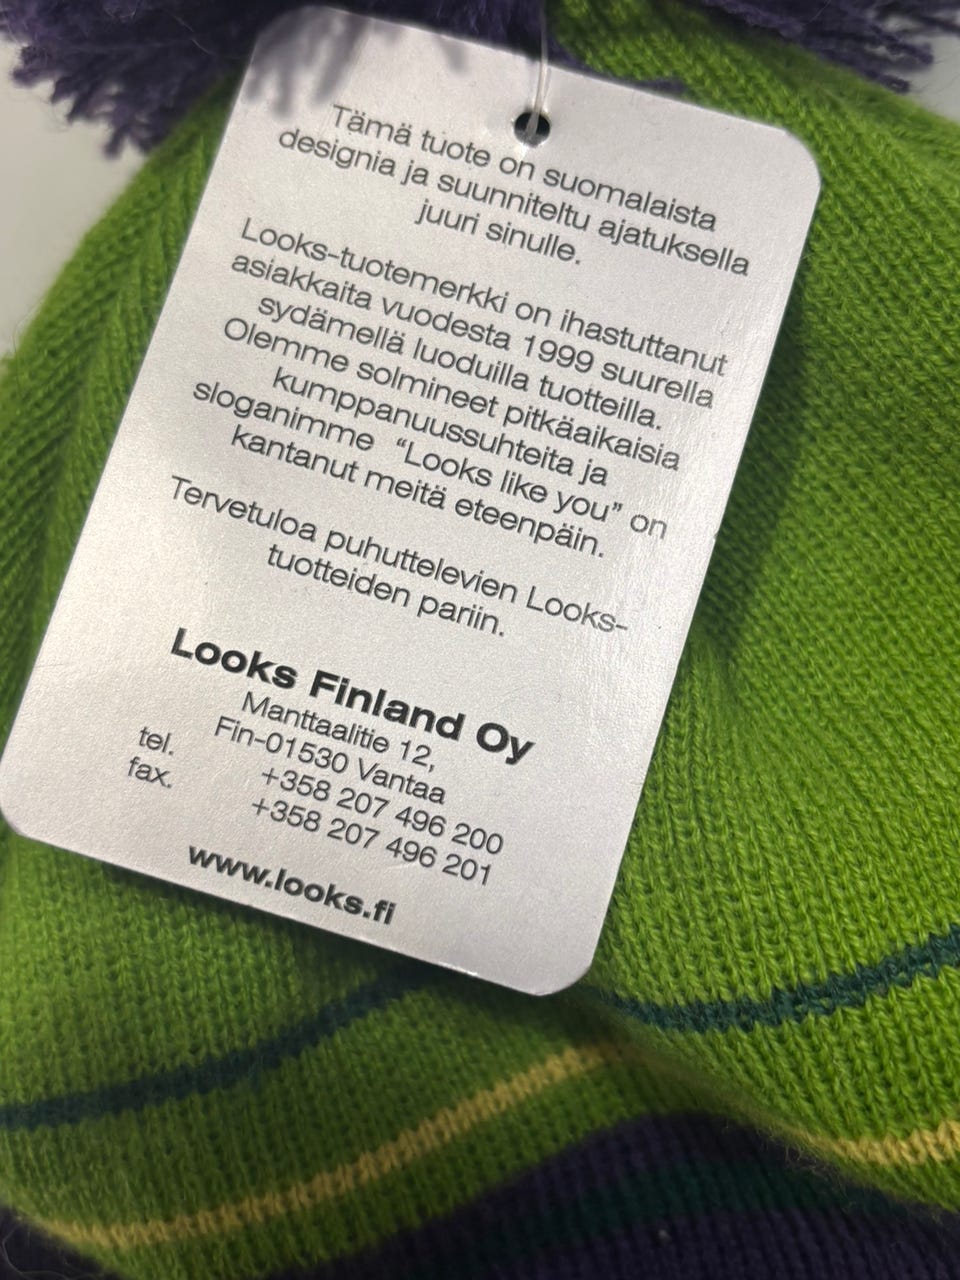 Tämä tuote on suomalaista
designia ja suunniteltu ajatuksella
juuri sinulle.
Looks-tuotemerkki on ihastuttanut
asiakkaita vuodesta 1999 suurella
sydämellä luoduilla tuotteilla.
Olemme solmineet pitkäaikaisia
kumppanuussuhteita ja
sloganimme “Looks like you” on
kantanut meitä eteenpäin.
Tervetuloa puhuttelevien Looks-
tuotteiden pariin.
Looks Finland Oy
Manttaalitie 12,
Fin-01530 Vantaa
tel. +358 207 496 200
fax. +358 207 496 201
www.looks.fi